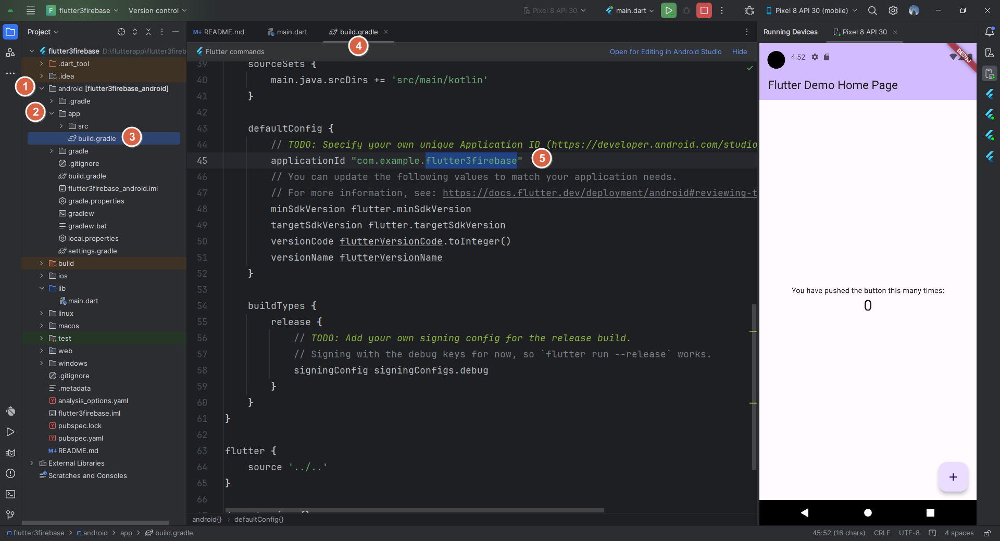 F flutter3firebase
Version control
Pixel 8 API 30
main.dart
Pixel 8 API 30 (mobile)
Project
README.md
main.dart
build.gradle
Running Devices
Pixel 8 API 30
4
Flutter commands
Open for Editing in Android Studio
Hide
flutter3firebase D:\flutterapp\flutter3fireb
.dart_tool
.idea
1
android [flutter3firebase_android]
.gradle
2
app
src
build.gradle
3
gradle
.gitignore
build.gradle
flutter3firebase_android.iml
gradle.properties
gradlew
gradlew.bat
local.properties
settings.gradle
build
ios
lib
main.dart
linux
macos
test
web
windows
.gitignore
.metadata
analysis_options.yaml
flutter3firebase.iml
pubspec.lock
pubspec.yaml
README.md
External Libraries
Scratches and Consoles
39 sourceSets {
40 main.java.srcDirs += 'src/main/kotlin'
41 }
42
43 defaultConfig {
44 // TODO: Specify your own unique Application ID (https://developer.android.com/studio
45 applicationId "com.example.flutter3firebase"
5
46 // You can update the following values to match your application needs.
47 // For more information, see: https://docs.flutter.dev/deployment/android#reviewing-t
48 minSdkVersion flutter.minSdkVersion
49 targetSdkVersion flutter.targetSdkVersion
50 versionCode flutterVersionCode.toInteger()
51 versionName flutterVersionName
52 }
53
54 buildTypes {
55 release {
56 // TODO: Add your own signing config for the release build.
57 // Signing with the debug keys for now, so `flutter run --release` works.
58 signingConfig signingConfigs.debug
59 }
60 }
61 }
62
63 flutter {
64 source '../..'
65 }
66
android{} › defaultConfig{}
4:52
DEBUG
Flutter Demo Home Page
You have pushed the button this many times:
0
+
flutter3firebase > android > app > build.gradle
45:52 (16 chars)
CRLF
UTF-8
4 spaces